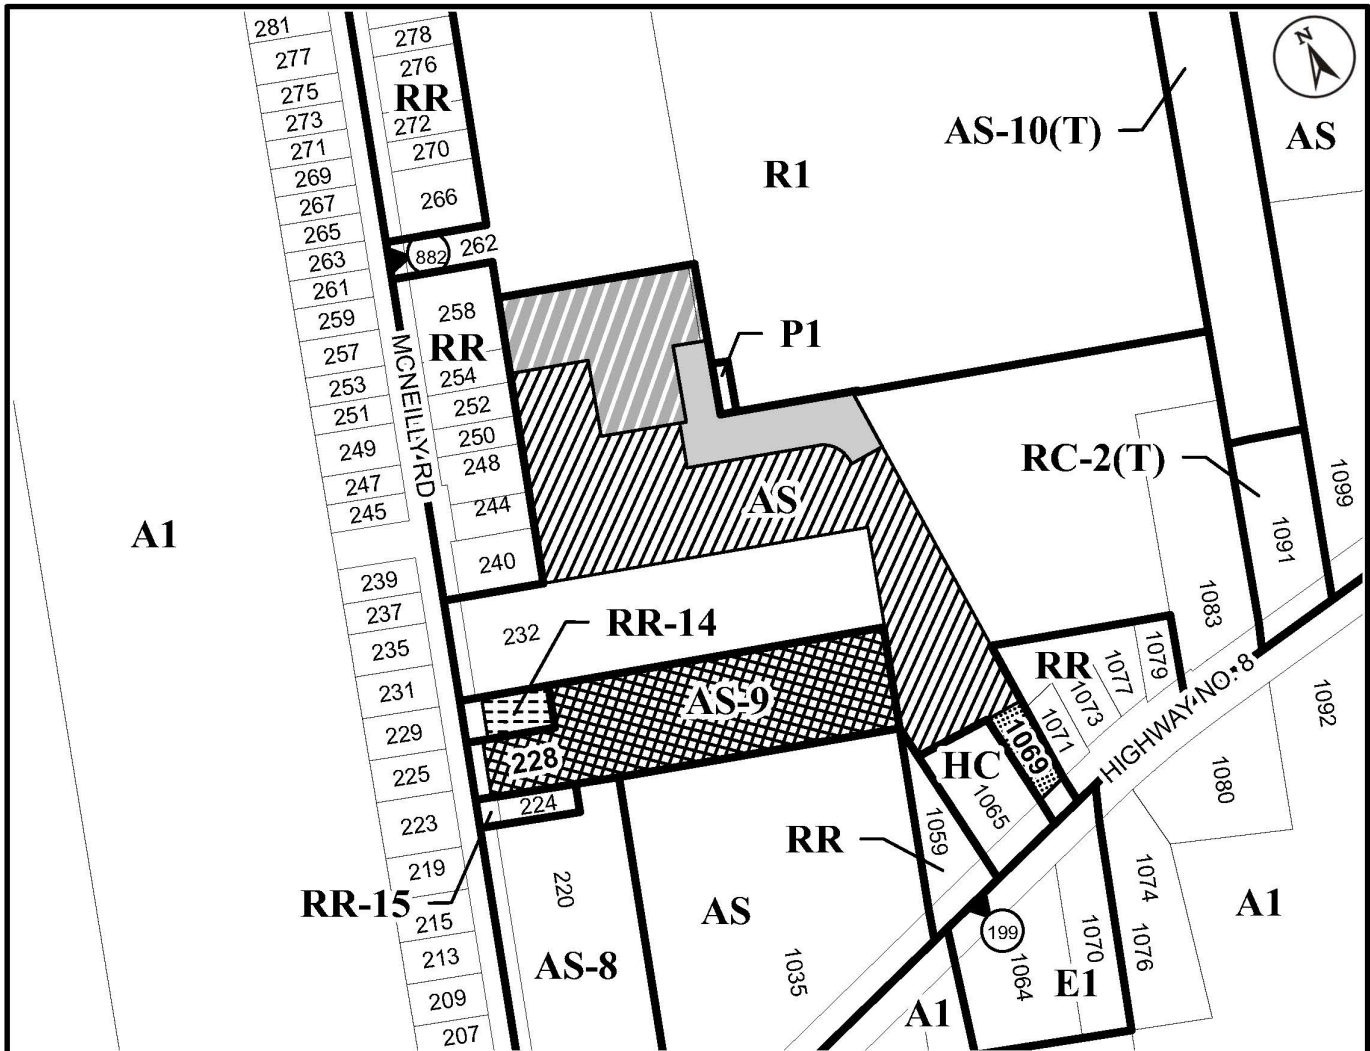 281
277
275
273
271
269
267
265
263
261
259
257
253
251
249
247
245
239
237
235
231
229
225
223
219
215
213
209
207
278
276
RR
272
270
266
262
882
258
RR
254
252
250
248
244
240
MCNEILLY RD
A1
R1
P1
AS-10(T)
N
AS
RC-2(T)
AS
232
RR-14
AS-9
228
224
RR-15
220
AS-8
AS
1035
RR
1059
HC
1065
1069
RR
1071
1073
1077
1079
1083
1091
1099
HIGHWAY NO. 8
1092
1080
1074
1076
1070
1064
199
E1
A1
A1